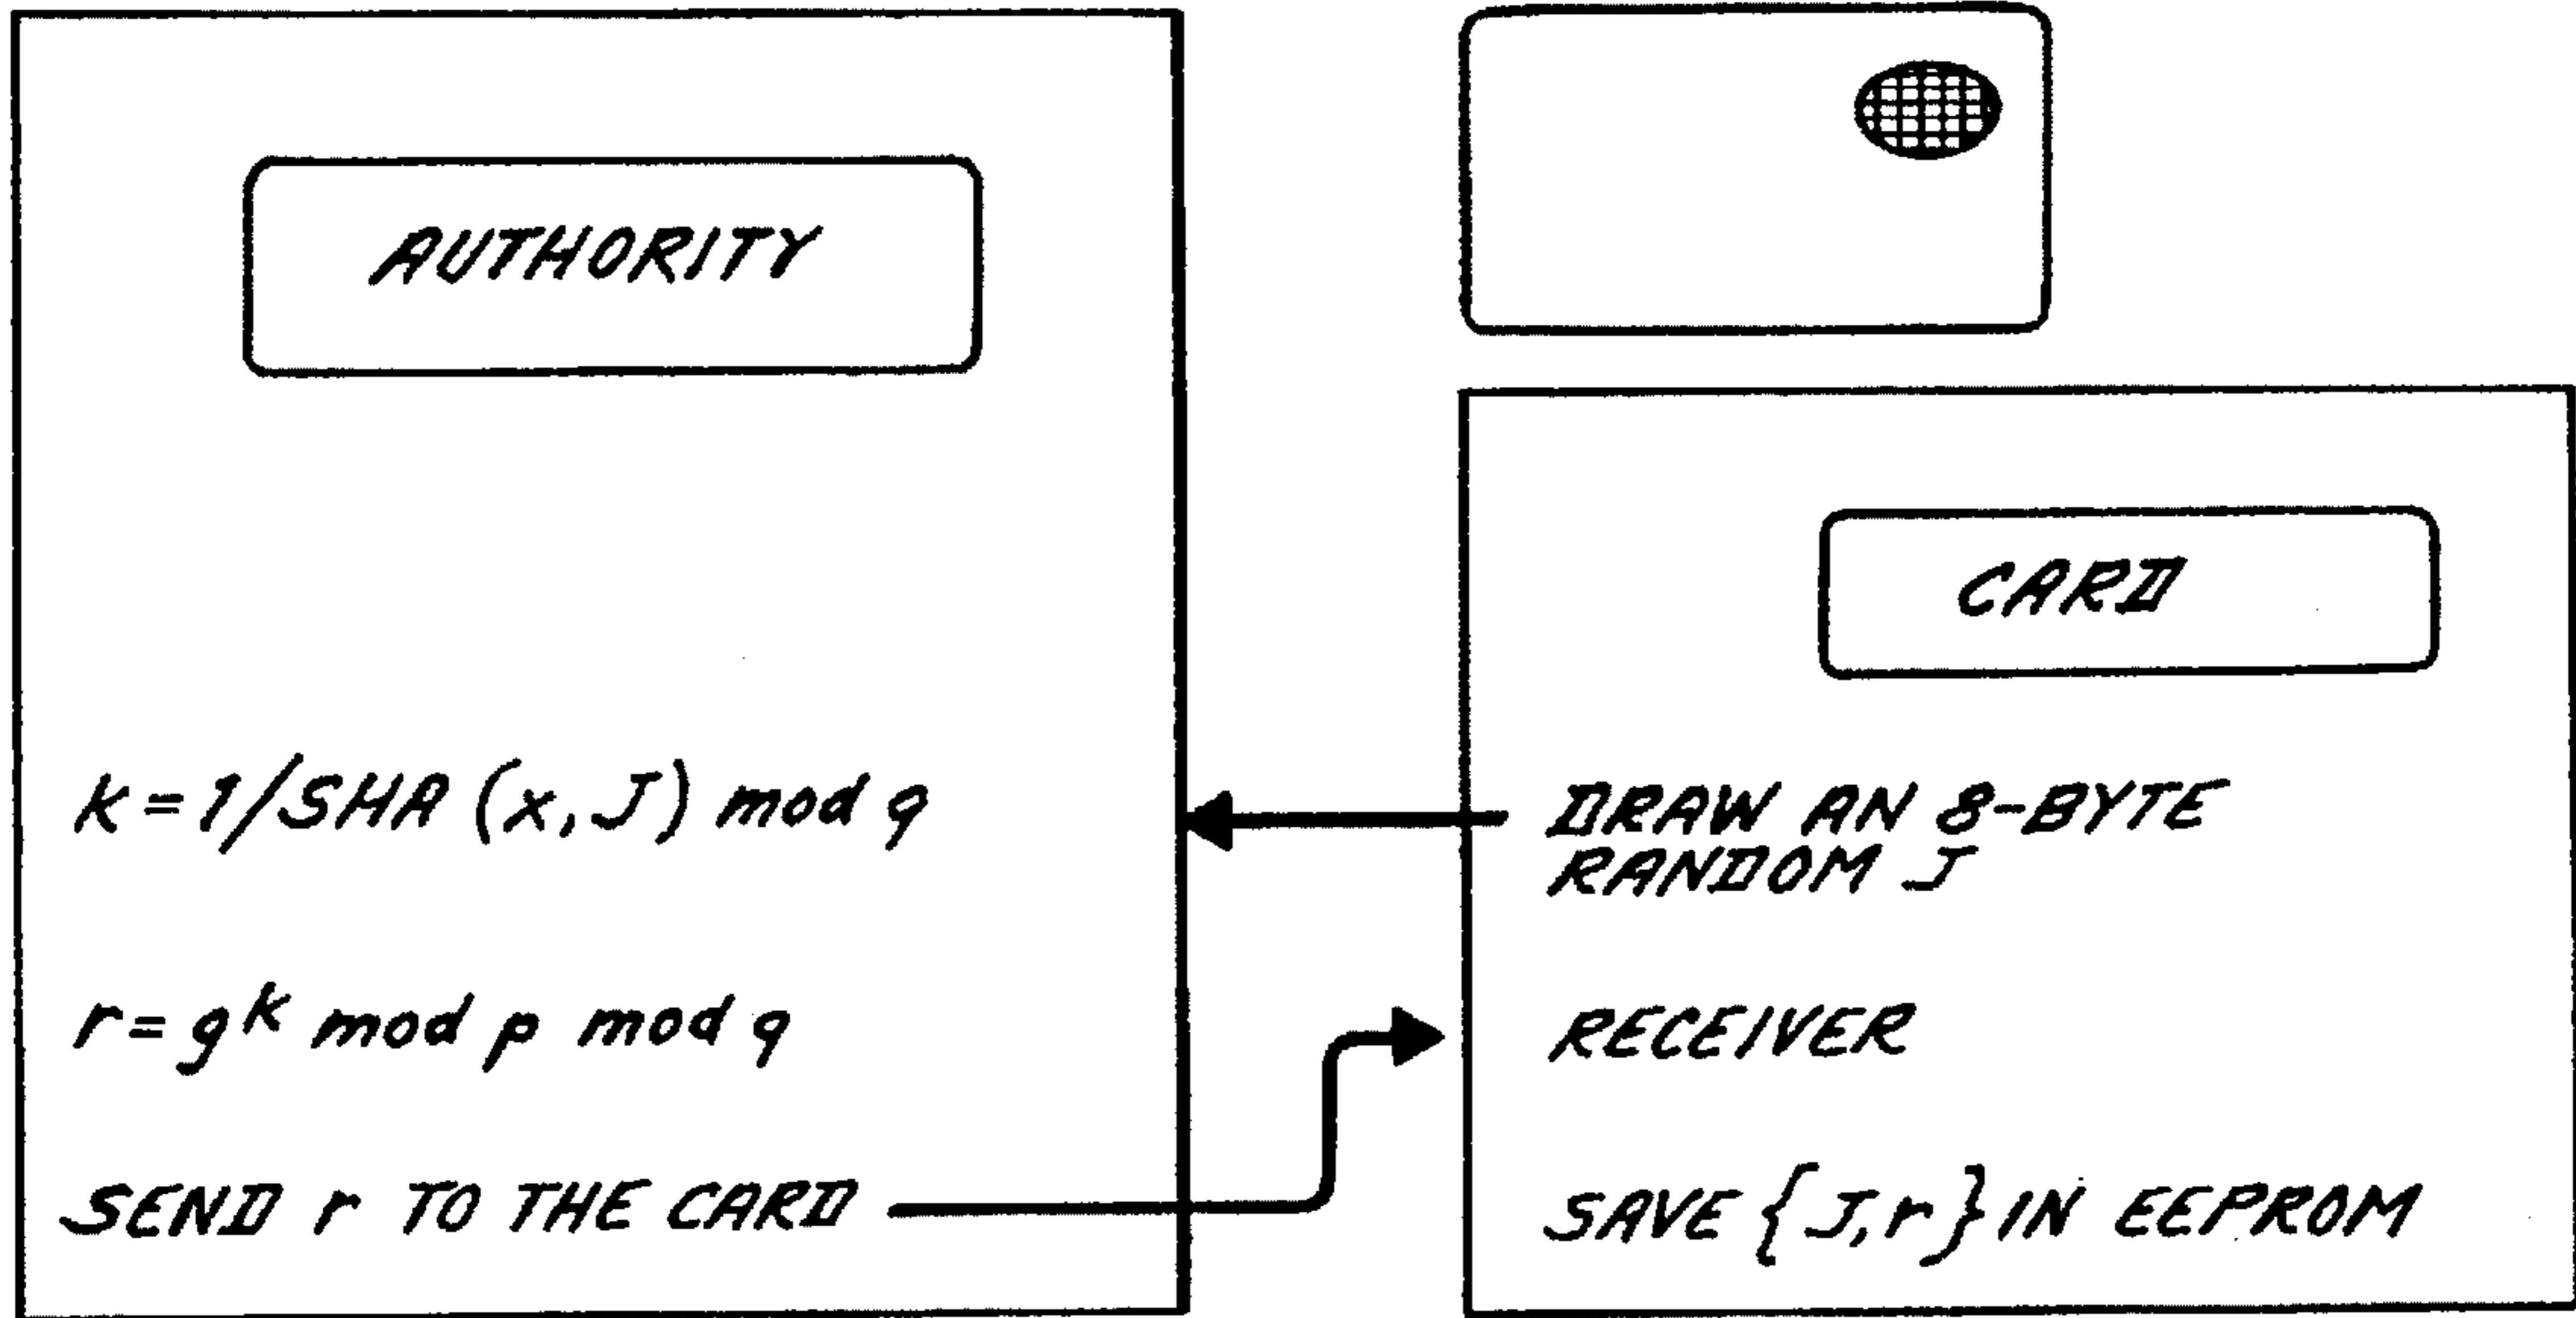 AUTHORITY
k = 1/SHA (x, J) mod q
r = g^k mod p mod q
SEND r TO THE CARD
CARD
DRAW AN 8-BYTE
RANDOM J
RECEIVER
SAVE {J,r} IN EEPROM